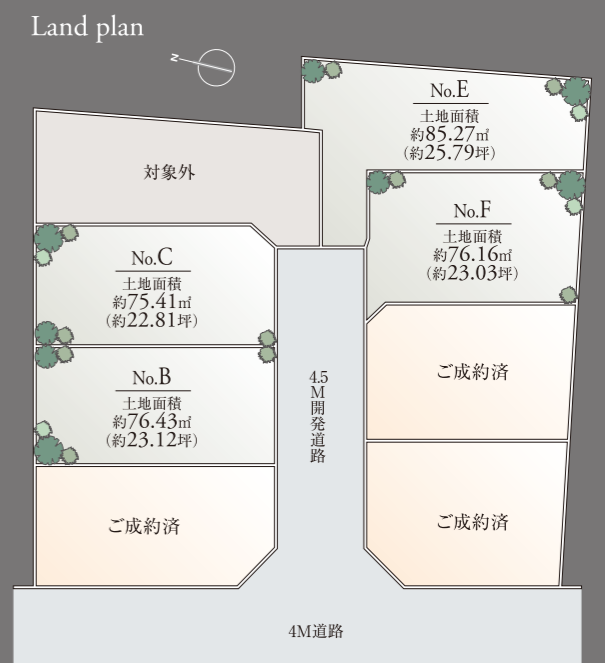 Land plan
N
No.E
土地面積
約85.27㎡
（約25.79坪）
対象外
No.F
土地面積
約76.16㎡
（約23.03坪）
No.C
土地面積
約75.41㎡
（約22.81坪）
No.B
土地面積
約76.43㎡
（約23.12坪）
4.5M開発道路
ご成約済
ご成約済
ご成約済
4M道路